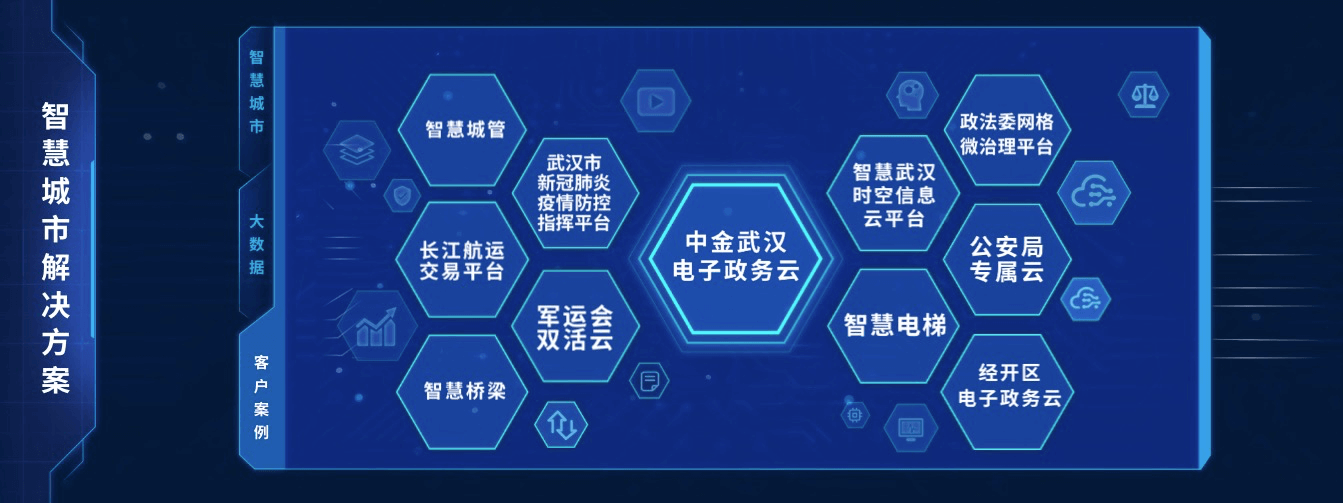 智慧城市解决方案
智慧城市
大数据
客户案例
智慧城管
武汉市
新冠肺炎
疫情防控
指挥平台
长江航运
交易平台
军运会
双活云
智慧桥梁
中金武汉
电子政务云
智慧武汉
时空信息
云平台
政法委网格
微治理平台
公安局
专属云
智慧电梯
经开区
电子政务云